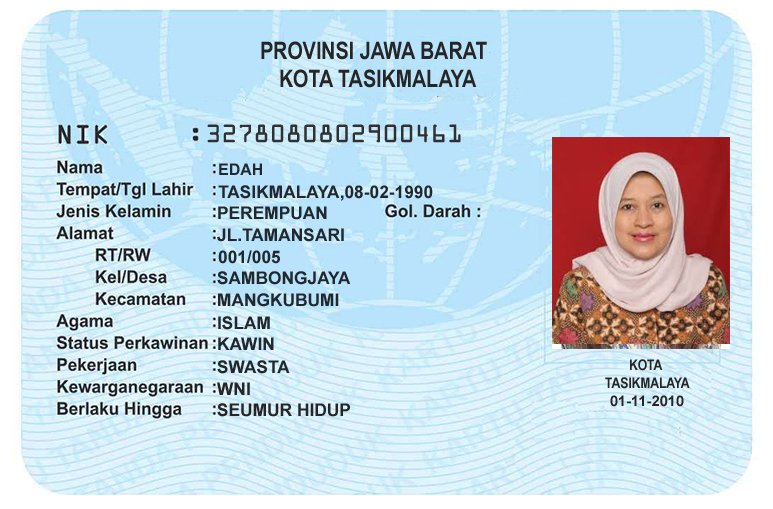 PROVINSI JAWA BARAT
KOTA TASIKMALAYA
NIK : 3278080802900461
Nama : EDAH
Tempat/Tgl Lahir : TASIKMALAYA,08-02-1990
Jenis Kelamin : PEREMPUAN Gol. Darah :
Alamat : JL.TAMANSARI
RT/RW : 001/005
Kel/Desa : SAMBONGJAYA
Kecamatan : MANGKUBUMI
Agama : ISLAM
Status Perkawinan : KAWIN
Pekerjaan : SWASTA
Kewarganegaraan : WNI
Berlaku Hingga : SEUMUR HIDUP
KOTA
TASIKMALAYA
01-11-2010